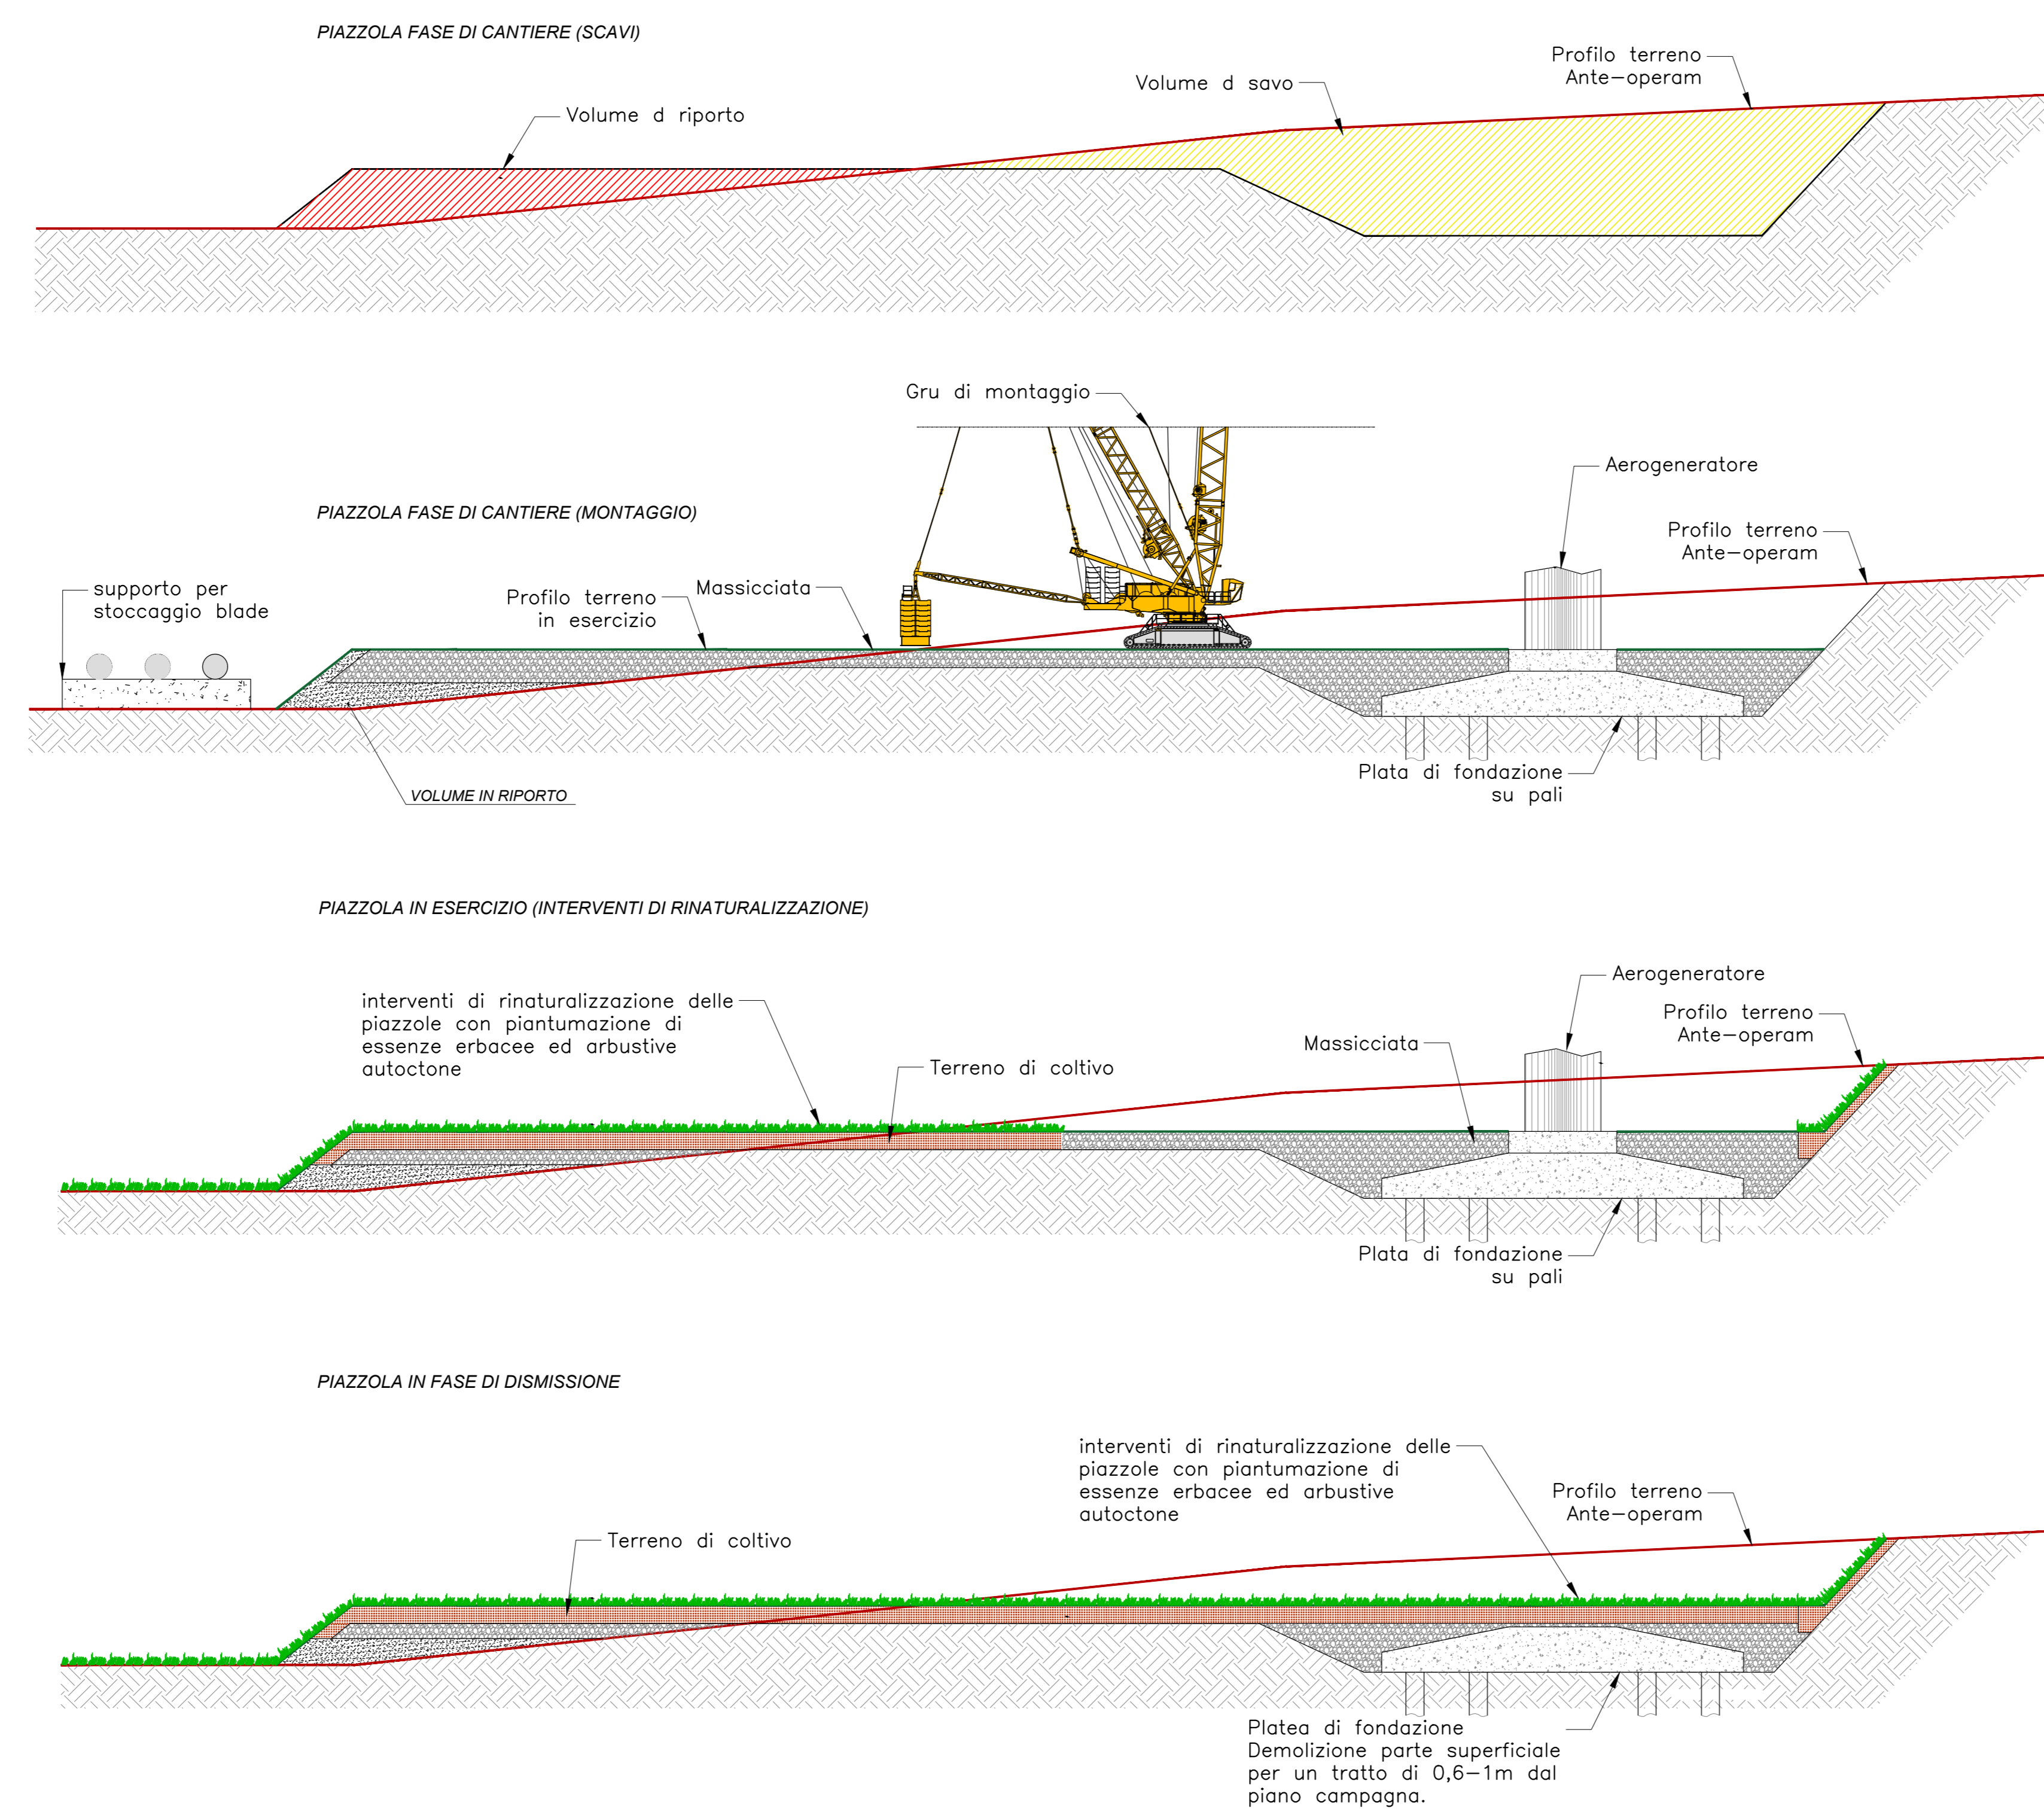 PIAZZOLA FASE DI CANTIERE (SCAVI)
Profilo terreno
Ante-operam
Volume d savo
Volume d riporto
Gru di montaggio
Aerogeneratore
PIAZZOLA FASE DI CANTIERE (MONTAGGIO)
Profilo terreno
Ante-operam
supporto per
stoccaggio blade
Profilo terreno
in esercizio
Massicciata
Plata di fondazione
su pali
VOLUME IN RIPORTO
PIAZZOLA IN ESERCIZIO (INTERVENTI DI RINATURALIZZAZIONE)
Aerogeneratore
interventi di rinaturalizzazione delle
piazzole con piantumazione di
essenze erbacee ed arbustive
autoctone
Profilo terreno
Ante-operam
Massicciata
Terreno di coltivo
Plata di fondazione
su pali
PIAZZOLA IN FASE DI DISMISSIONE
interventi di rinaturalizzazione delle
piazzole con piantumazione di
essenze erbacee ed arbustive
autoctone
Profilo terreno
Ante-operam
Terreno di coltivo
Platea di fondazione
Demolizione parte superficiale
per un tratto di 0,6-1m dal
piano campagna.